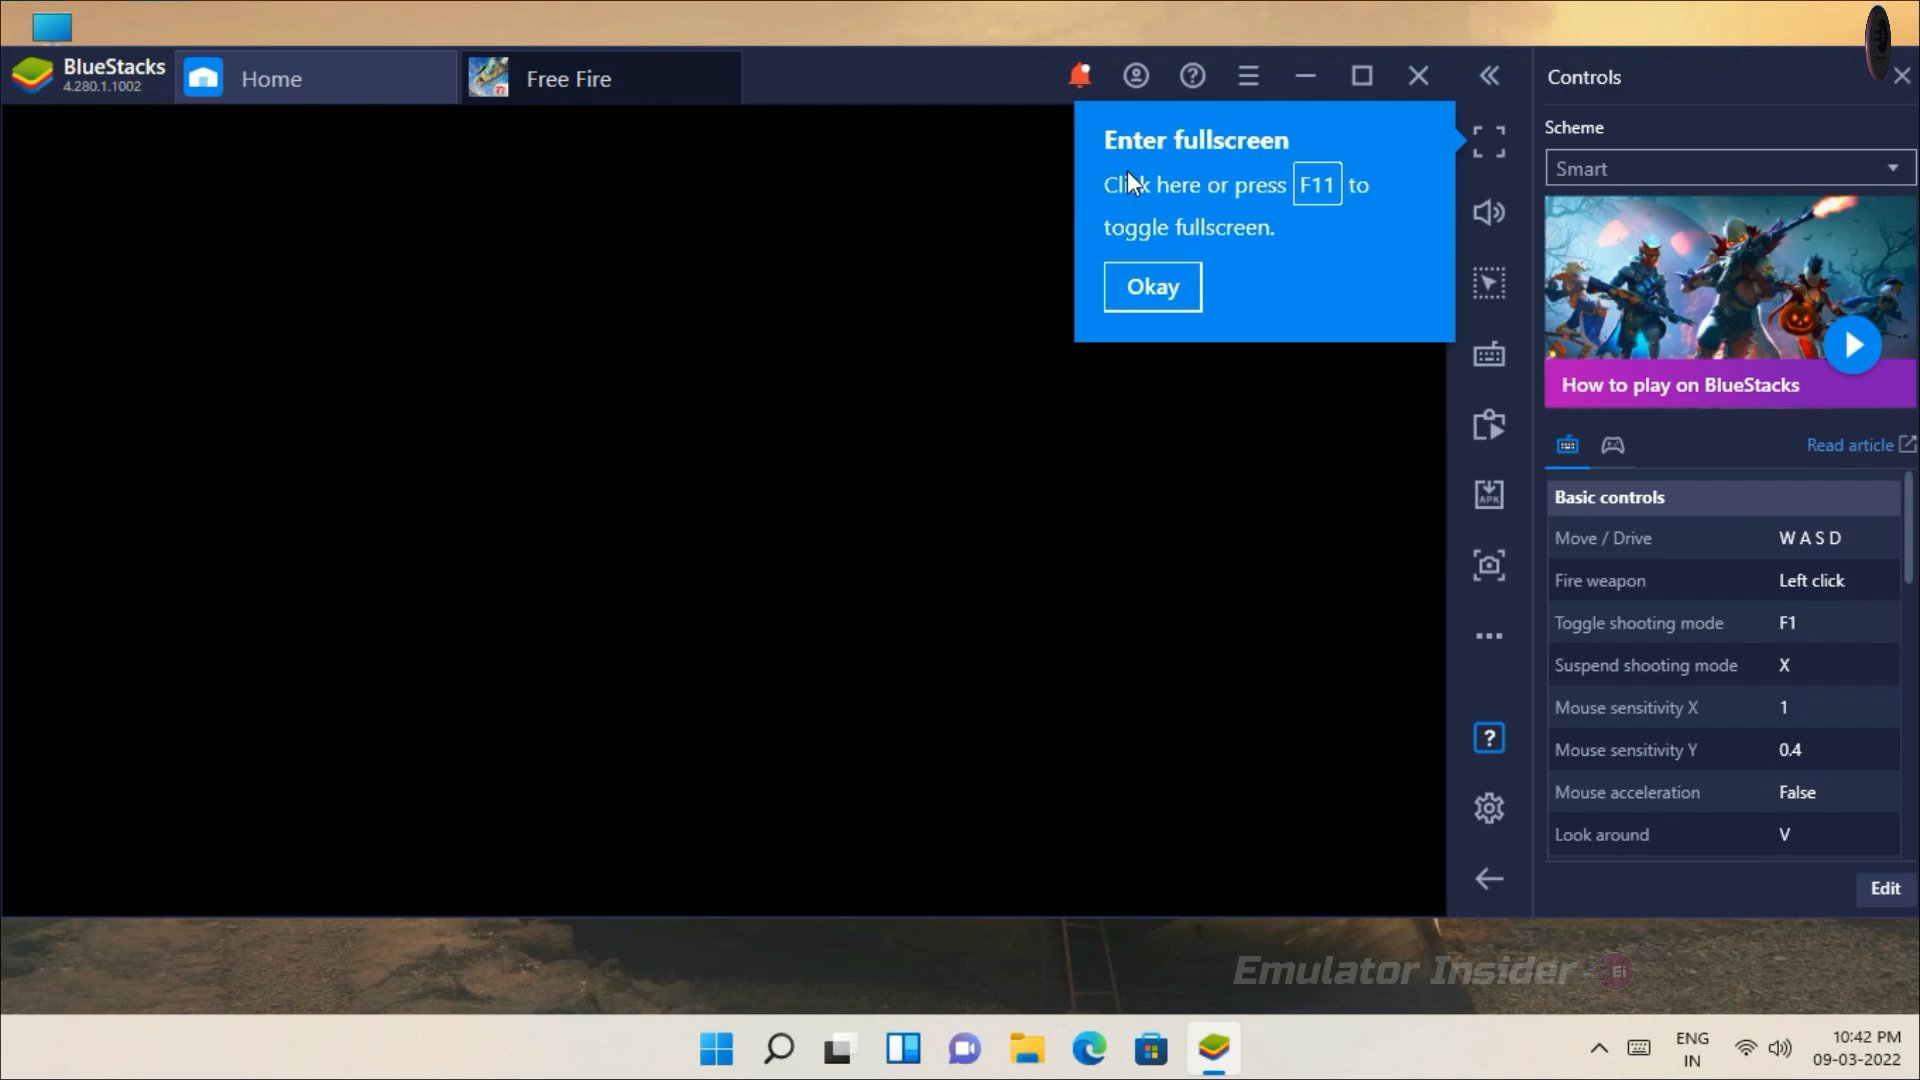 BlueStacks
4.280.1.1002
Home
Free Fire
Controls
Enter fullscreen
Click here or press F11 to
toggle fullscreen.
Okay
Scheme
Smart
How to play on BlueStacks
Read article
Basic controls
Move / Drive W A S D
Fire weapon Left click
Toggle shooting mode F1
Suspend shooting mode X
Mouse sensitivity X 1
Mouse sensitivity Y 0.4
Mouse acceleration False
Look around V
APK
?
Edit
Emulator Insider Ei
ENG
IN
10:42 PM
09-03-2022